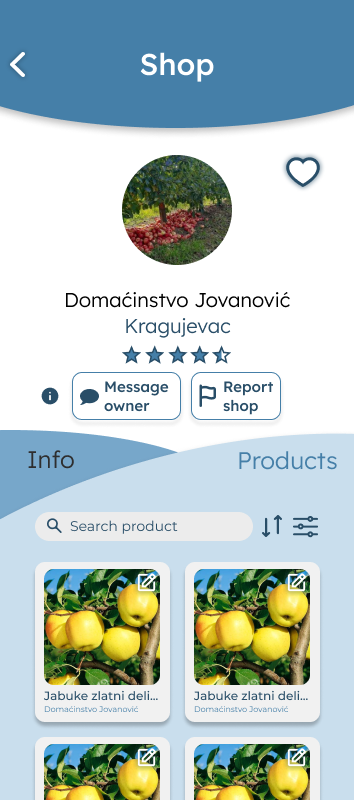 Shop
Domaćinstvo Jovanović
Kragujevac
Message
owner
Report
shop
Info
Products
Search product
Jabuke zlatni deli...
Domaćinstvo Jovanović
Jabuke zlatni deli...
Domaćinstvo Jovanović